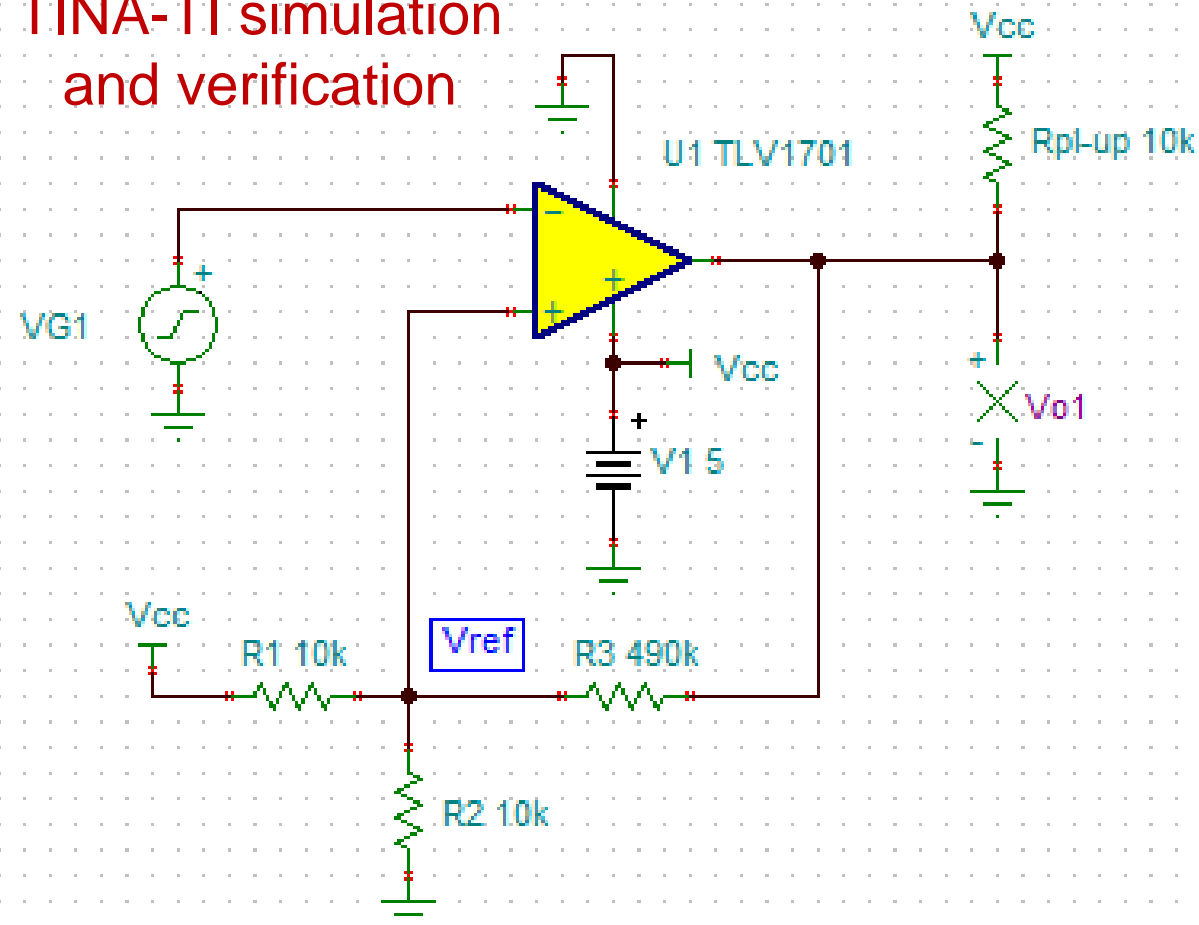 TINA-TI simulation
and verification
Vcc
Rpl-up 10k
U1 TLV1701
VG1
Vcc
Vo1
V1 5
Vcc
R1 10k
Vref
R3 490k
R2 10k